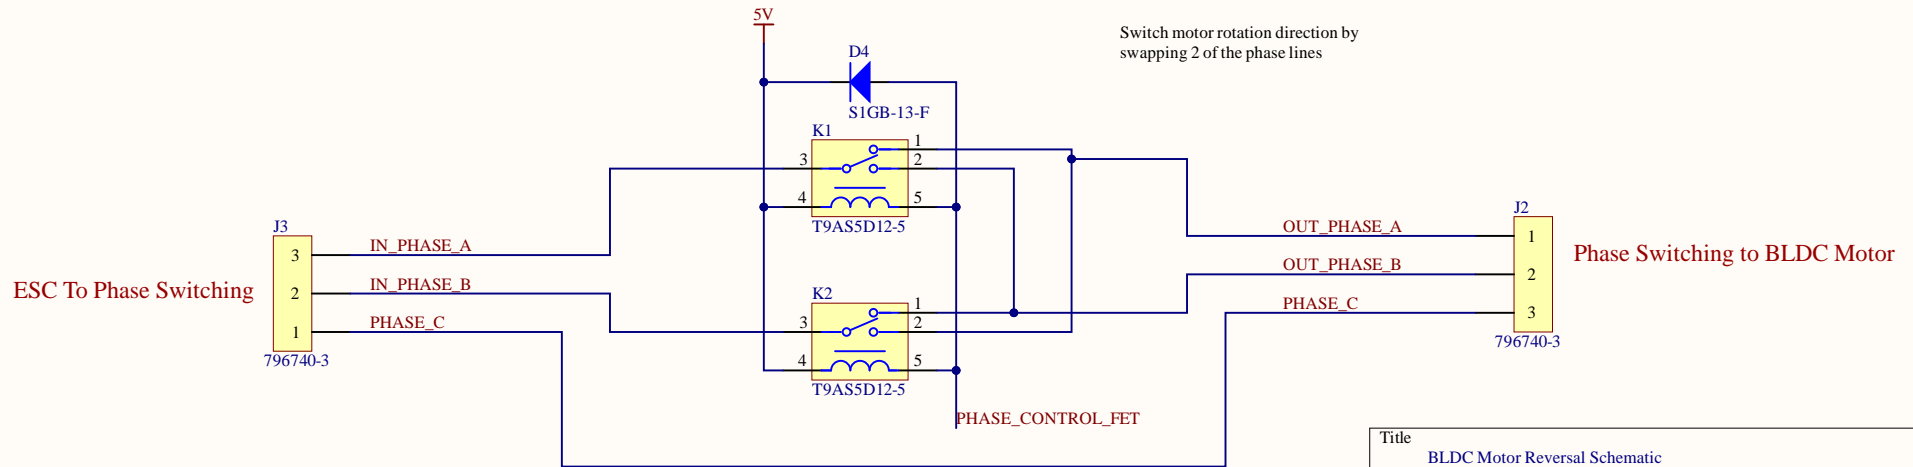 5V
Switch motor rotation direction by
swapping 2 of the phase lines
D4
S1GB-13-F
K1
1
3
2
4
5
T9AS5D12-5
J3
3
IN_PHASE_A
2
IN_PHASE_B
1
PHASE_C
796740-3
ESC To Phase Switching
K2
1
3
2
4
5
T9AS5D12-5
PHASE_CONTROL_FET
J2
OUT_PHASE_A
1
OUT_PHASE_B
2
PHASE_C
3
796740-3
Phase Switching to BLDC Motor
Title
BLDC Motor Reversal Schematic